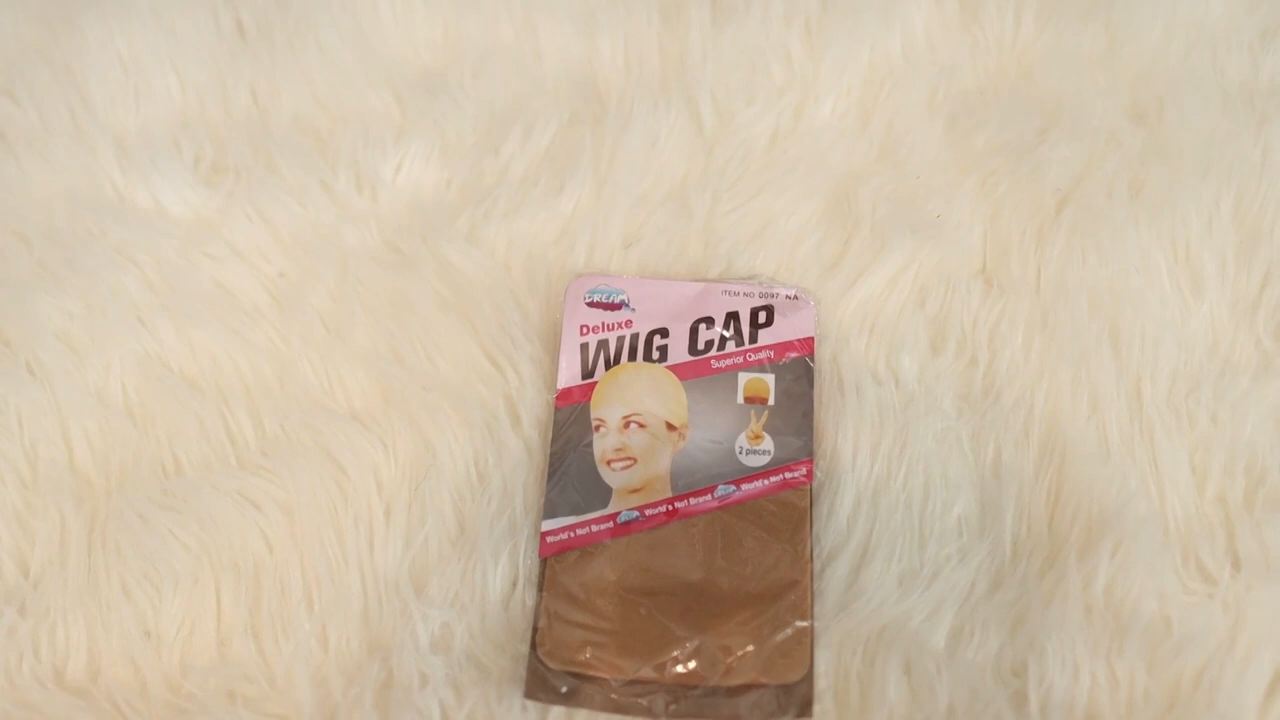 DREAM
ITEM NO 0097 NA
Deluxe
WIG CAP
Superior Quality
2 pieces
World's No1 Brand World's No1 Brand World's No1 Brand